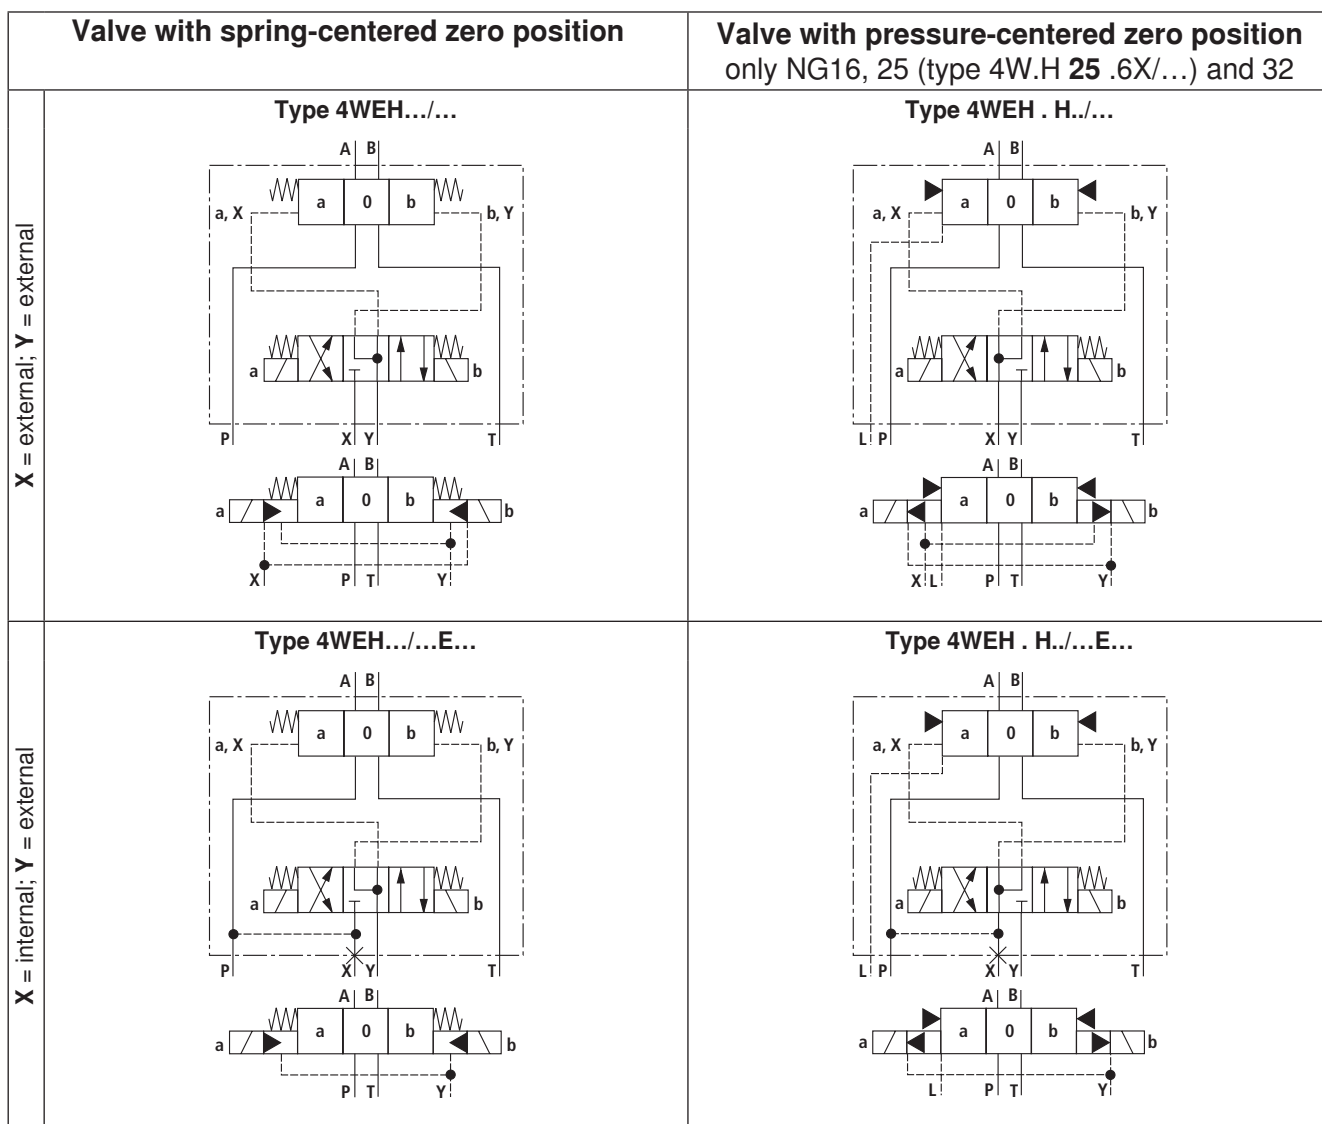 Valve with spring-centered zero position
Valve with pressure-centered zero position
only NG16, 25 (type 4W.H 25 .6X/…) and 32
X = external; Y = external
Type 4WEH…/…
A B
a 0 b
a, X b, Y
a b
P X Y T
A B
a a 0 b b
X P T Y
Type 4WEH . H../…
A B
a 0 b
a, X b, Y
a b
L P X Y T
A B
a a 0 b b
X L P T Y
X = internal; Y = external
Type 4WEH…/…E…
A B
a 0 b
a, X b, Y
a b
P X Y T
A B
a a 0 b b
P T Y
Type 4WEH . H../…E…
A B
a 0 b
a, X b, Y
a b
L P X Y T
A B
a a 0 b b
L P T Y